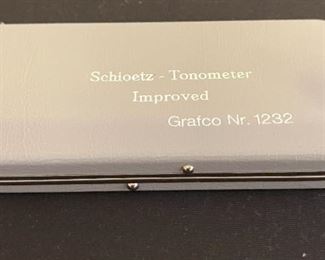 Schioetz - Tonometer
Improved
Grafco Nr. 1232